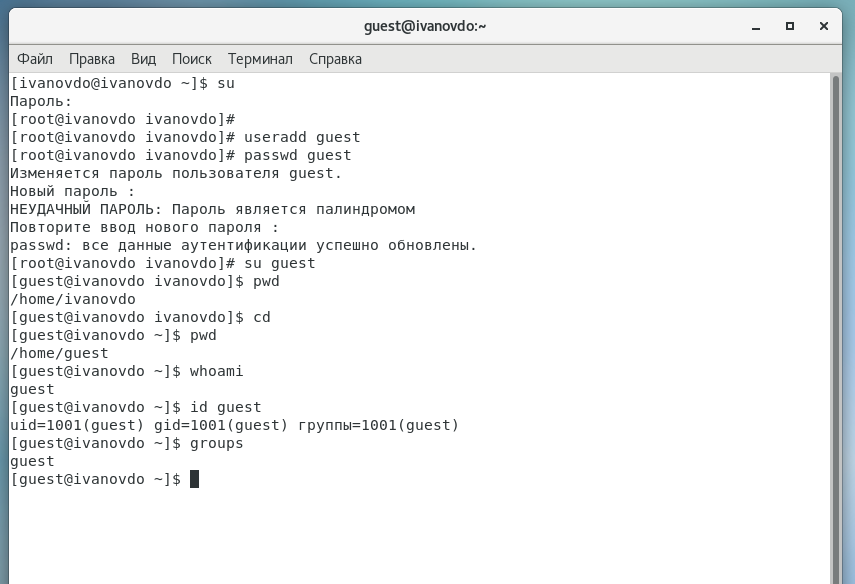 guest@ivanovdo:~
Файл Правка Вид Поиск Терминал Справка
[ivanovdo@ivanovdo ~]$ su
Пароль:
[root@ivanovdo ivanovdo]#
[root@ivanovdo ivanovdo]# useradd guest
[root@ivanovdo ivanovdo]# passwd guest
Изменяется пароль пользователя guest.
Новый пароль :
НЕУДАЧНЫЙ ПАРОЛЬ: Пароль является палиндромом
Повторите ввод нового пароля :
passwd: все данные аутентификации успешно обновлены.
[root@ivanovdo ivanovdo]# su guest
[guest@ivanovdo ivanovdo]$ pwd
/home/ivanovdo
[guest@ivanovdo ivanovdo]$ cd
[guest@ivanovdo ~]$ pwd
/home/guest
[guest@ivanovdo ~]$ whoami
guest
[guest@ivanovdo ~]$ id guest
uid=1001(guest) gid=1001(guest) группы=1001(guest)
[guest@ivanovdo ~]$ groups
guest
[guest@ivanovdo ~]$